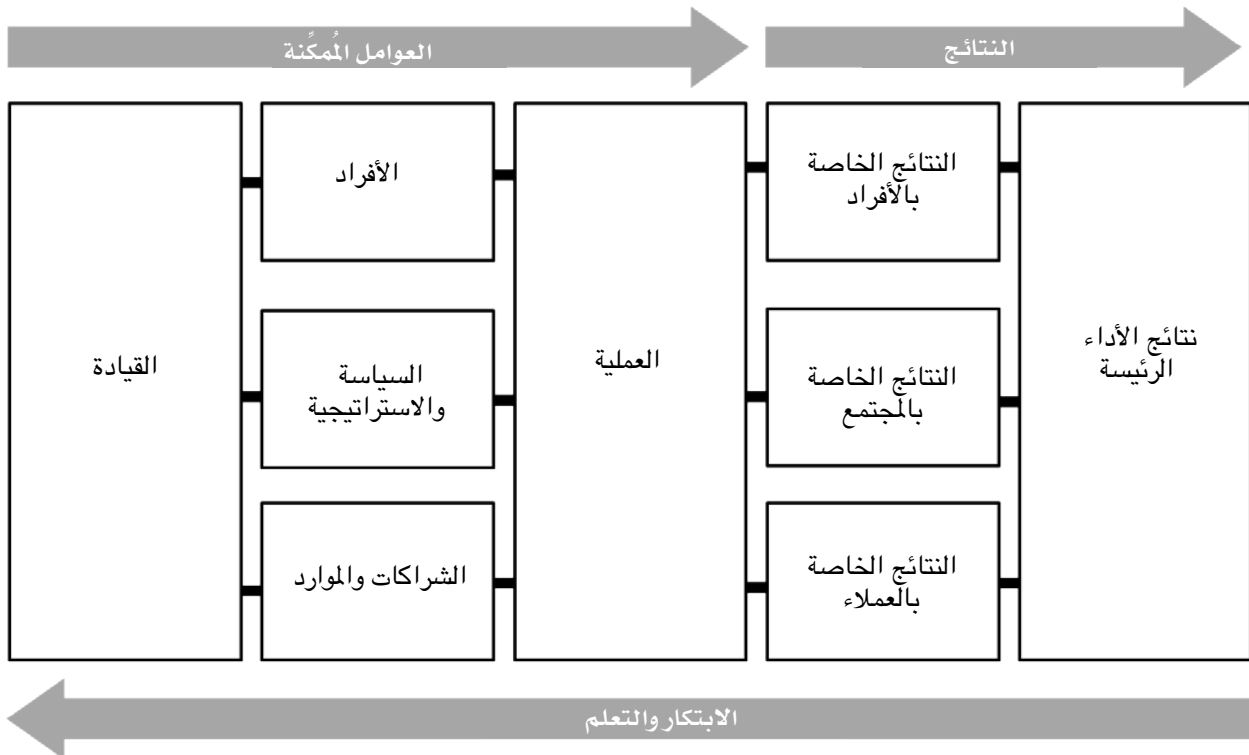 العوامل المُمكِّنة
النتائج
القيادة
الأفراد
السياسة
والاستراتيجية
الشراكات والموارد
العملية
النتائج الخاصة
بالأفراد
النتائج الخاصة
بالمجتمع
النتائج الخاصة
بالعملاء
نتائج الأداء
الرئيسة
الابتكار والتعلم